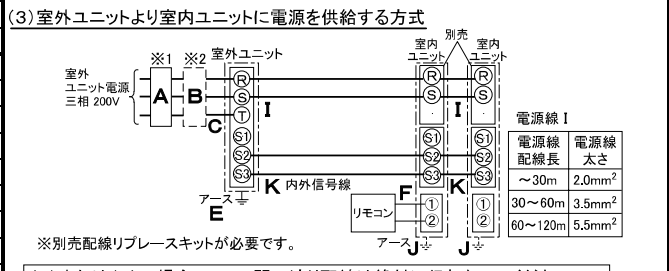 (3)室外ユニットより室内ユニットに電源を供給する方式
※1 ※2 室外ユニット
別売
室内ユニット
室内ユニット
室外ユニット電源
三相 200V
A
B
C
R
S
T
S1
S2
S3
I
R
S
S1
S2
S3
I
R
S
S1
S2
S3
K 内外信号線
K
アース
E
F
リモコン
①
②
①
②
アース
J
J
※別売配線リプレースキットが必要です。
電源線 I
電源線配線長 電源線太さ
～30m 2.0mm²
30～60m 3.5mm²
60～120m 5.5mm²